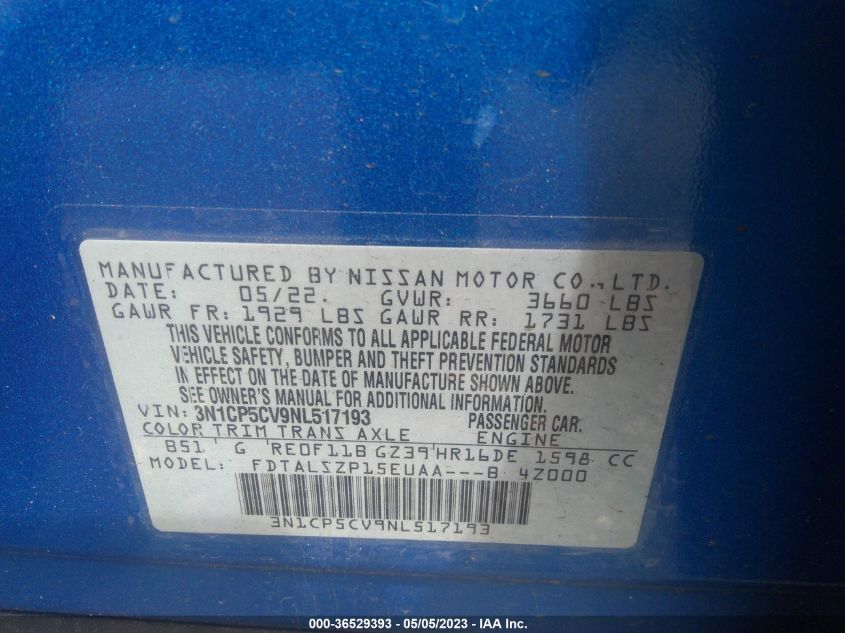 MANUFACTURED BY NISSAN MOTOR CO., LTD.
DATE: 05/22. GVWR: 3660 LBS
GAWR FR: 1929 LBS GAWR RR: 1731 LBS
THIS VEHICLE CONFORMS TO ALL APPLICABLE FEDERAL MOTOR
VEHICLE SAFETY, BUMPER AND THEFT PREVENTION STANDARDS
IN EFFECT ON THE DATE OF MANUFACTURE SHOWN ABOVE.
SEE OWNER'S MANUAL FOR ADDITIONAL INFORMATION.
VIN: 3N1CP5CV9NL517193 PASSENGER CAR.
COLOR TRIM TRANS AXLE ENGINE
B51 G RE0F11B GZ39 HR16DE 1598 CC
MODEL: FDTALSZP15EUAA---B 4Z000
3N1CP5CV9NL517193
000-36529393 - 05/05/2023 - IAA Inc.